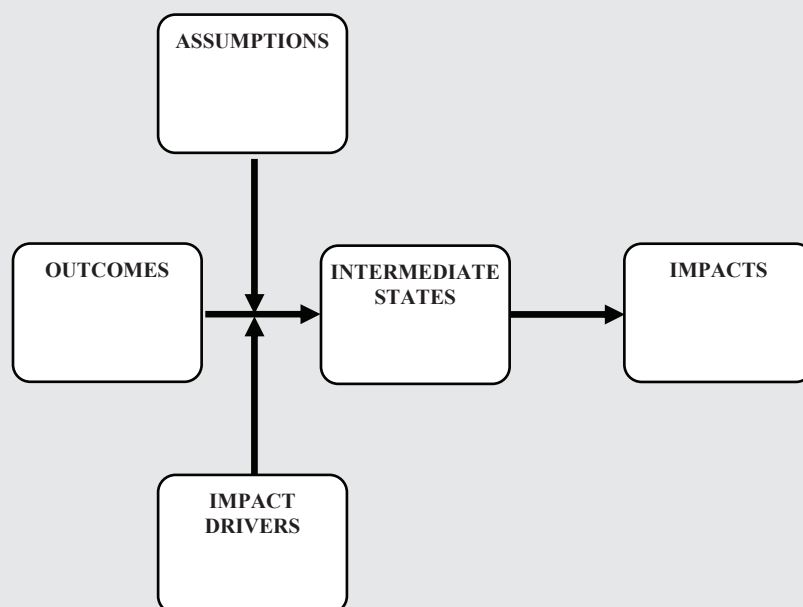 ASSUMPTIONS
OUTCOMES
INTERMEDIATE
STATES
IMPACTS
IMPACT
DRIVERS